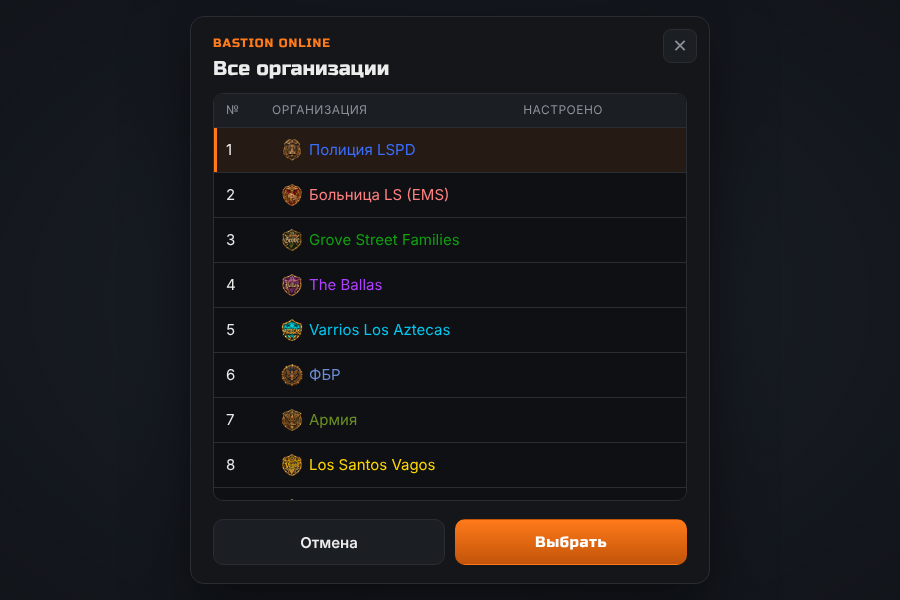 BASTION ONLINE
Все организации
№ ОРГАНИЗАЦИЯ НАСТРОЕНО
1 Полиция LSPD
2 Больница LS (EMS)
3 Grove Street Families
4 The Ballas
5 Varrios Los Aztecas
6 ФБР
7 Армия
8 Los Santos Vagos
Отмена Выбрать